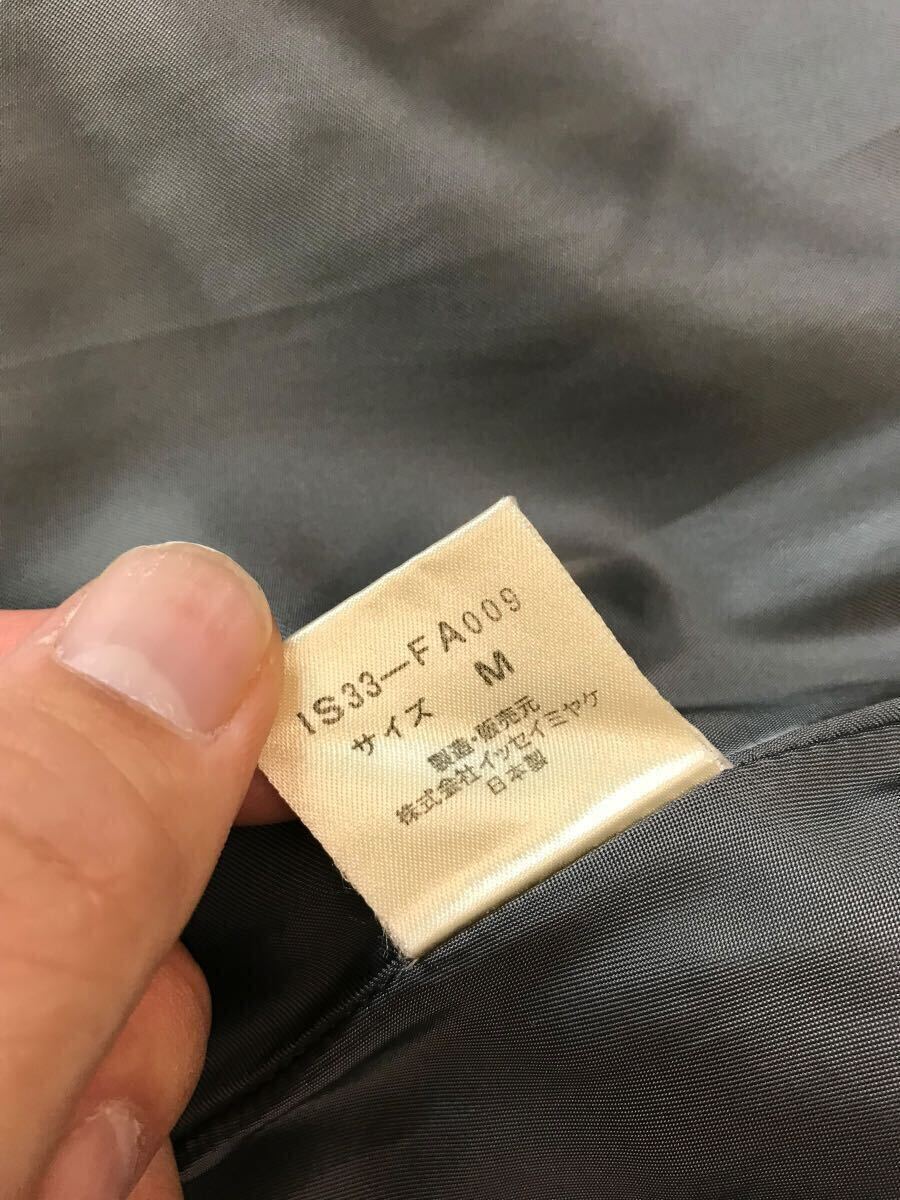 IS33-FA009
サイズ M
製造・販売元
株式会社イッセイミヤケ
日本製